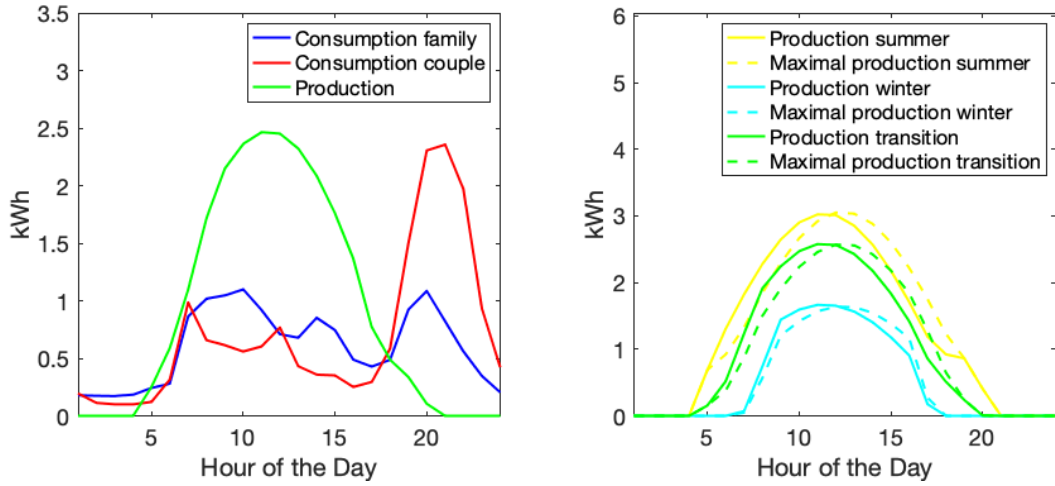 3.5
3
2.5
2
1.5
1
0.5
0
kWh
5
10
15
20
Hour of the Day
Consumption family
Consumption couple
Production
6
5
4
3
2
1
0
kWh
5
10
15
20
Hour of the Day
Production summer
Maximal production summer
Production winter
Maximal production winter
Production transition
Maximal production transition